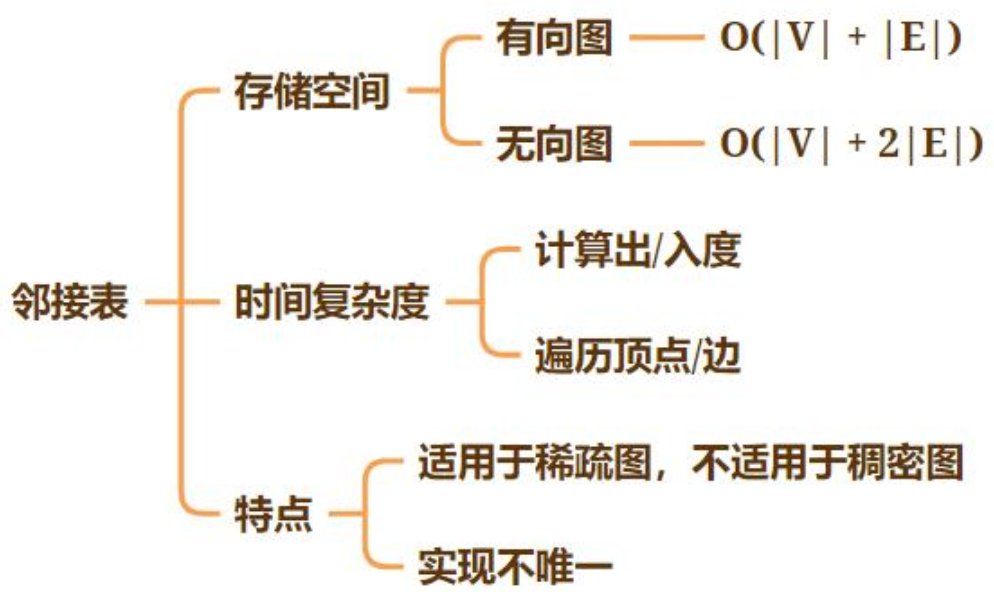 邻接表
存储空间
有向图
O(|V| + |E|)
无向图
O(|V| + 2|E|)
时间复杂度
计算出/入度
遍历顶点/边
特点
适用于稀疏图，不适用于稠密图
实现不唯一